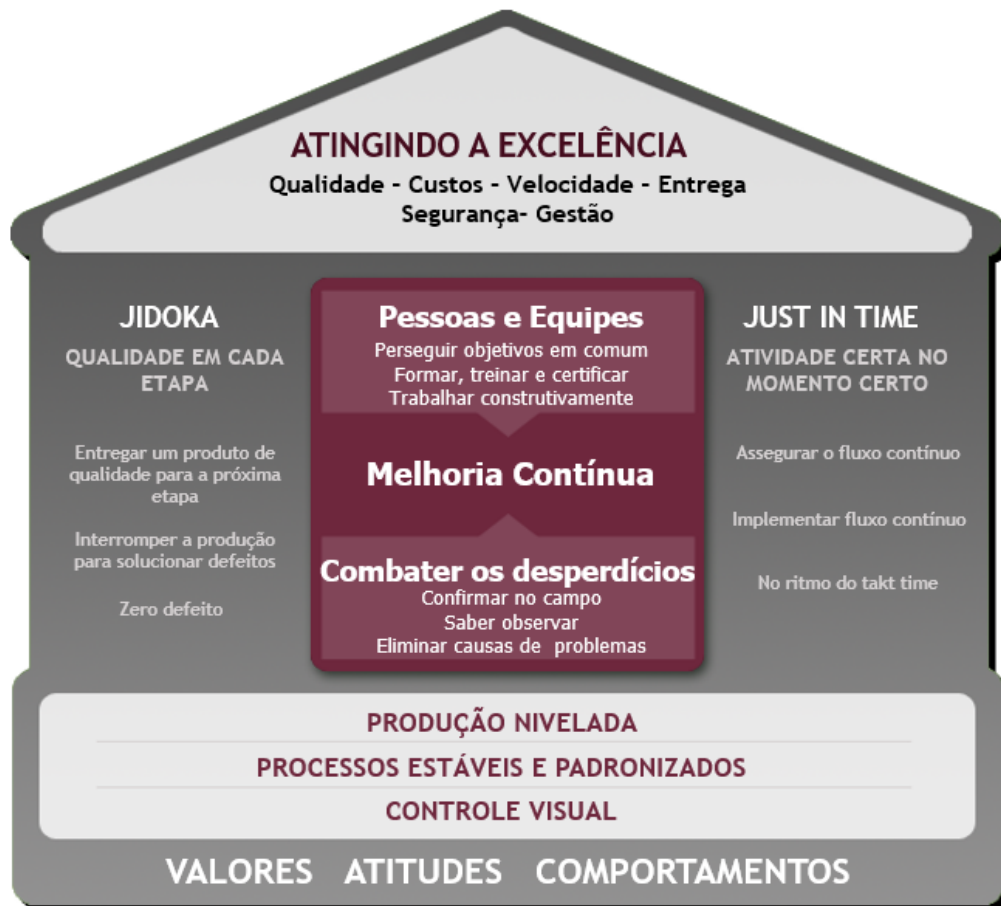 ATINGINDO A EXCELÊNCIA
Qualidade - Custos - Velocidade - Entrega
Segurança- Gestão
JIDOKA
QUALIDADE EM CADA
ETAPA
Entregar um produto de
qualidade para a próxima
etapa
Interromper a produção
para solucionar defeitos
Zero defeito
Pessoas e Equipes
Perseguir objetivos em comum
Formar, treinar e certificar
Trabalhar construtivamente
Melhoria Contínua
Combater os desperdícios
Confirmar no campo
Saber observar
Eliminar causas de problemas
JUST IN TIME
ATIVIDADE CERTA NO
MOMENTO CERTO
Assegurar o fluxo contínuo
Implementar fluxo contínuo
No ritmo do takt time
PRODUÇÃO NIVELADA
PROCESSOS ESTÁVEIS E PADRONIZADOS
CONTROLE VISUAL
VALORES ATITUDES COMPORTAMENTOS